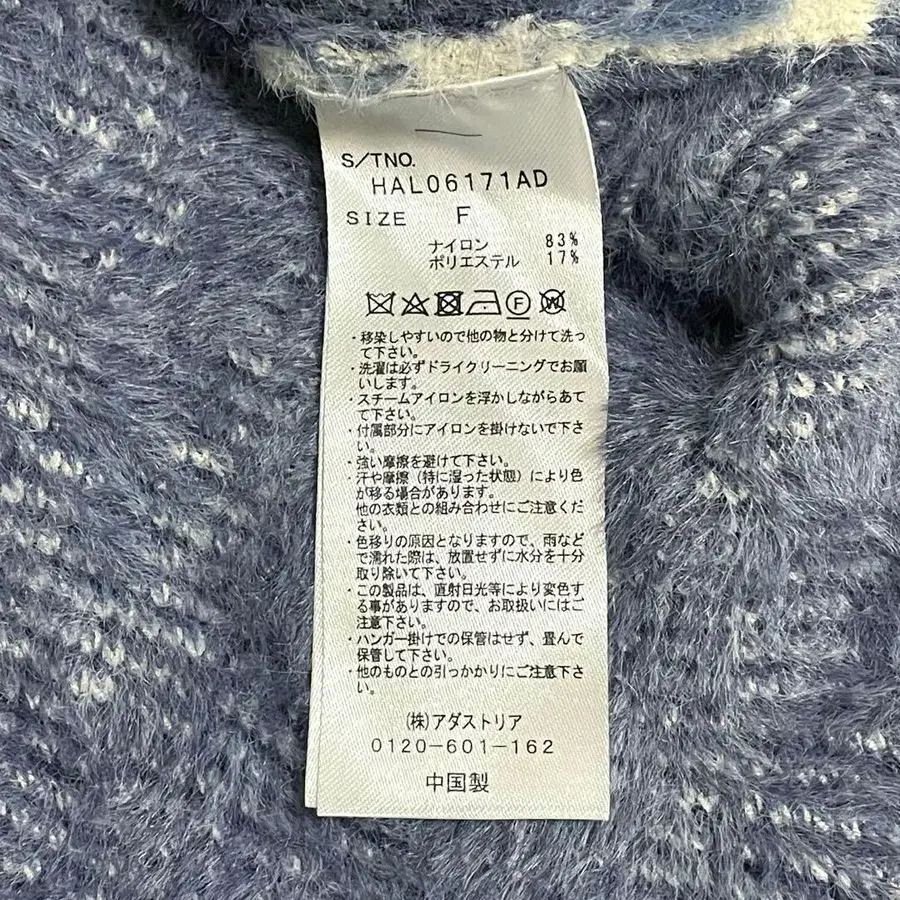 S/TNO.
HAL06171AD
SIZE F
ナイロン 83%
ポリエステル 17%
F W
・移染しやすいので他の物と分けて洗っ
て下さい。
・洗濯は必ずドライクリーニングでお願
いします。
・スチームアイロンを浮かしながらあて
て下さい。
・付属部分にアイロンを掛けないで下さ
い。
・強い摩擦を避けて下さい。
・汗や摩擦（特に湿った状態）により色
が移る場合があります。
他の衣類との組み合わせにご注意くだ
さい。
・色移りの原因となりますので、雨など
で濡れた際は、放置せずに水分を十分
取り除いて下さい。
・この製品は、直射日光等により変色す
る事がありますので、お取扱いにはご
注意下さい。
・ハンガー掛けでの保管はせず、畳んで
保管して下さい。
・他のものとの引っかかりにご注意下さ
い。
(株)アダストリア
0120-601-162
中国製